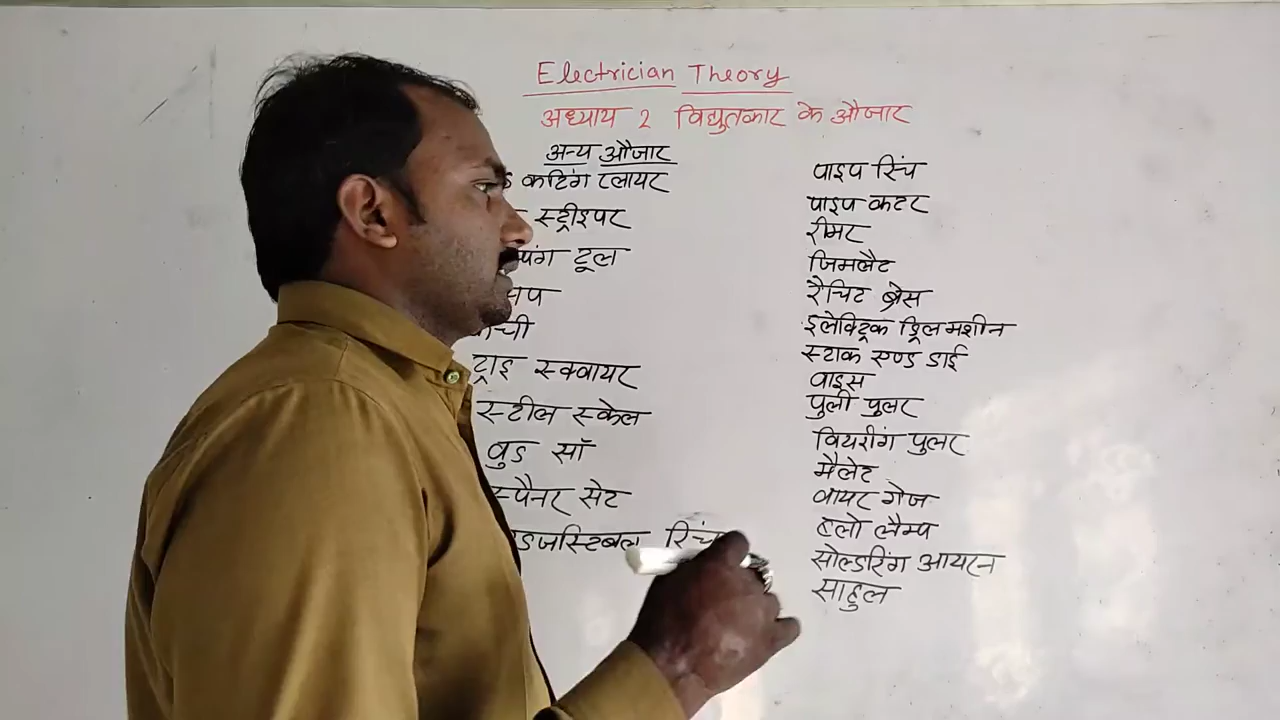 Electrician Theory
अध्याय 2 विद्युतकार के औजार
अन्य औजार
कटिंग प्लायर
स्ट्रीपर
टूल
ट्राइ स्क्वायर
स्टील स्केल
वुड सॉ
स्पैनर सेट
रिंच
पाइप रिंच
पाइप कटर
रीमर
जिमलैट
रैचिट ब्रेस
इलेक्ट्रिक ड्रिल मशीन
स्टाक एण्ड डाई
वाइस
पुली पुलर
वियरींग पुलर
मैलेट
वायर गेज
ब्लो लैम्प
सोल्डरिंग आयरन
साहुल